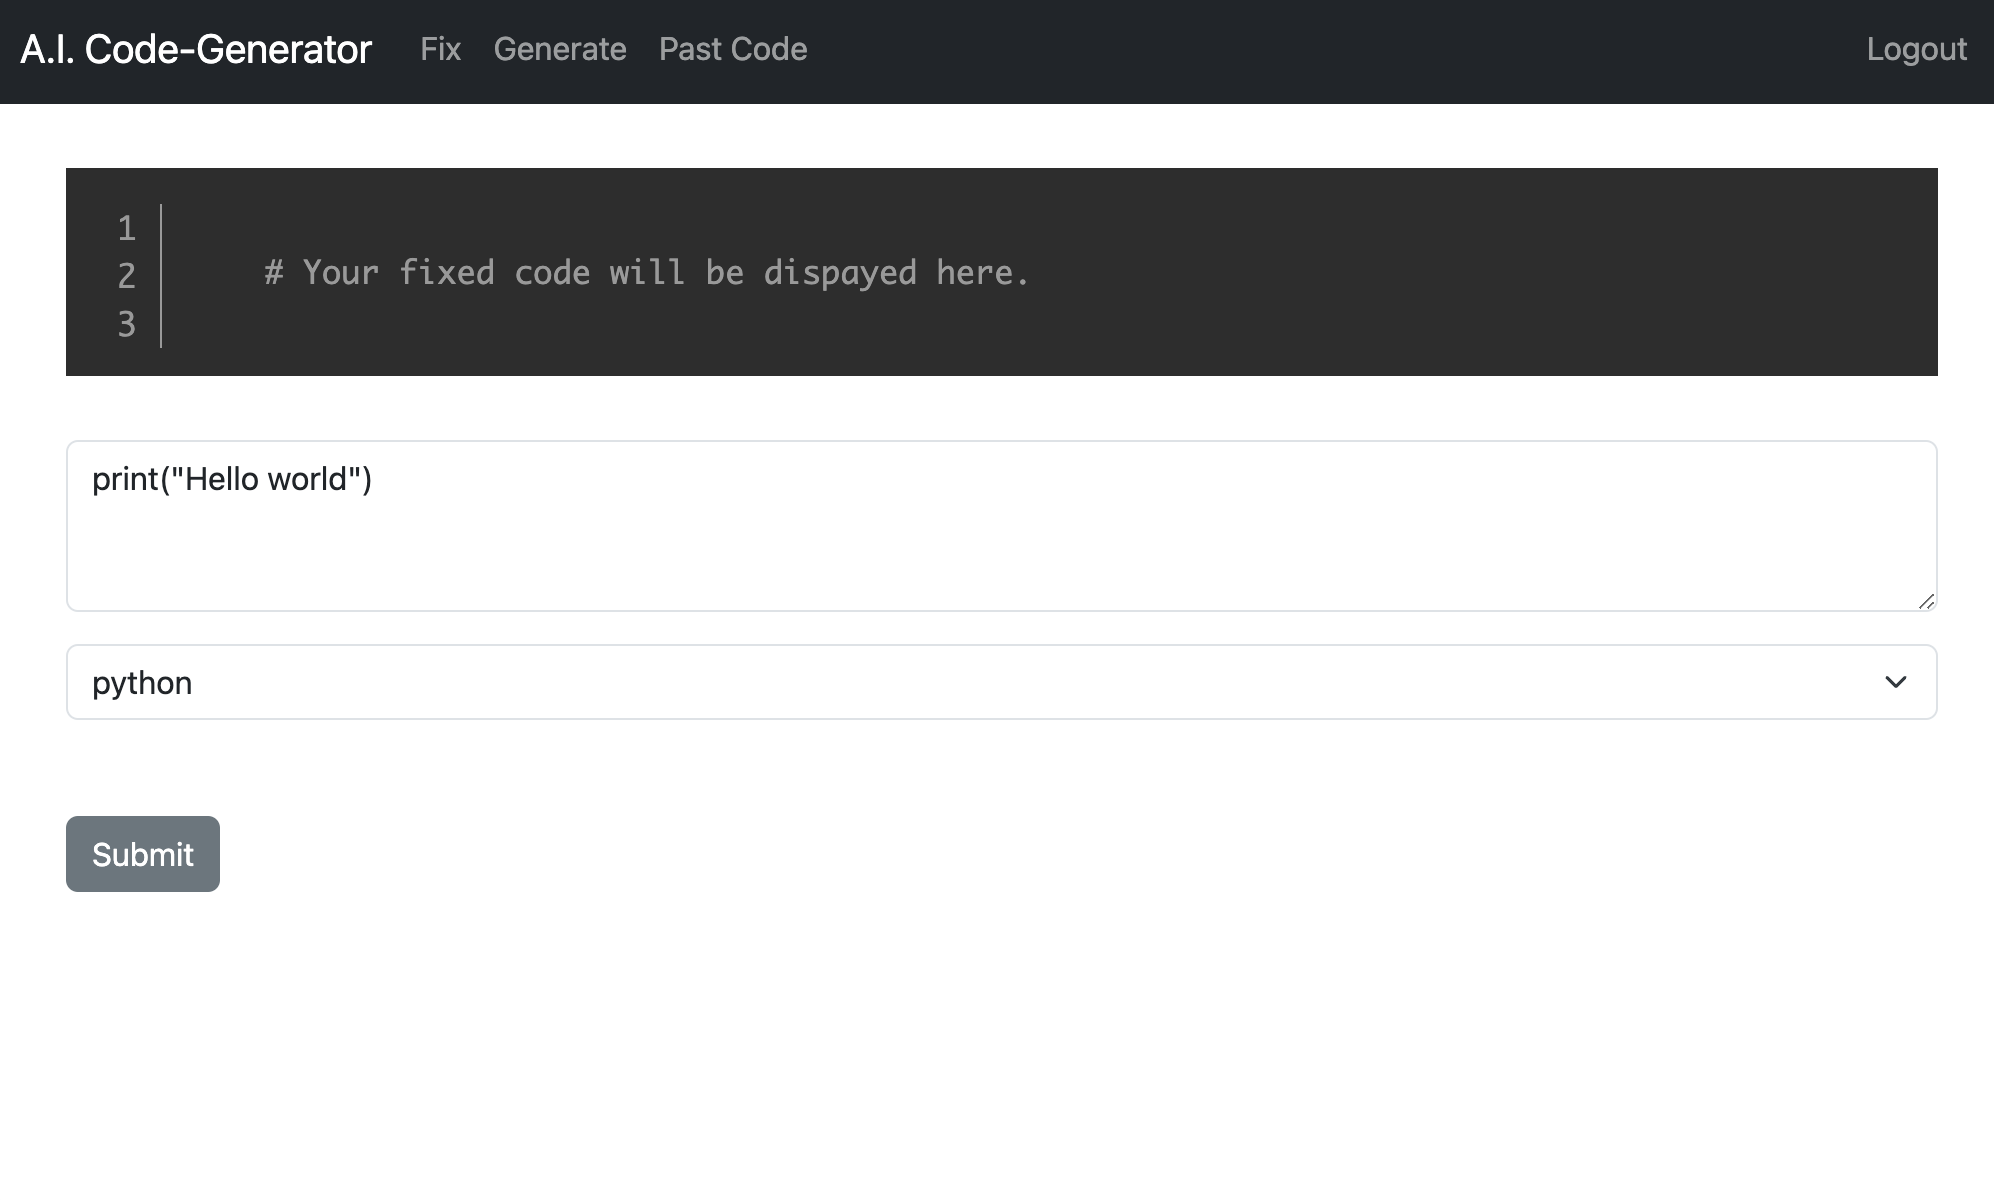 A.I. Code-Generator Fix Generate Past Code Logout
1
2 # Your fixed code will be dispayed here.
3
print("Hello world")
python
Submit